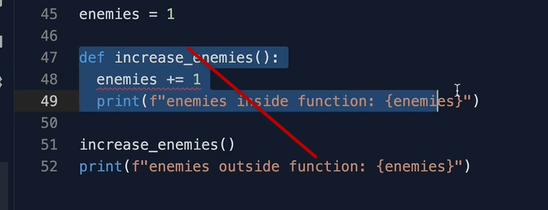 45 enemies = 1
46
47 def increase_enemies():
48 enemies += 1
49 print(f"enemies inside function: {enemies}")
50
51 increase_enemies()
52 print(f"enemies outside function: {enemies}")